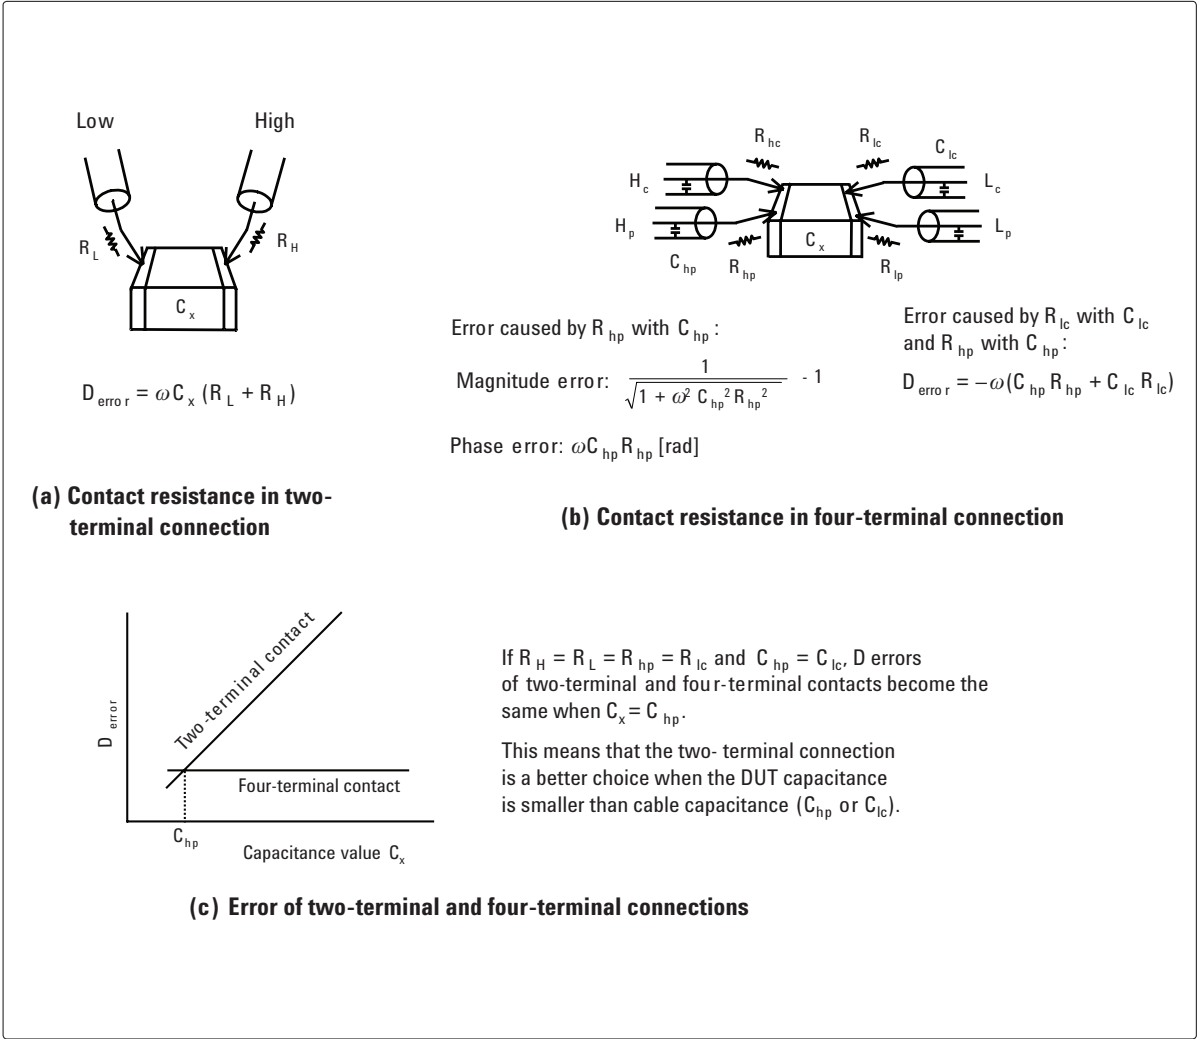 Low
High
R L
R H
C x
D error = ωC x (R L + R H)
(a) Contact resistance in two-
terminal connection
R hc
R lc
C lc
H c
L c
H p
L p
C hp
R hp
C x
R lp
Error caused by R hp with C hp :
Magnitude error: 1 / √1 + ω² C hp² R hp² - 1
Phase error: ωC hp R hp [rad]
Error caused by R lc with C lc
and R hp with C hp :
D error = −ω(C hp R hp + C lc R lc)
(b) Contact resistance in four-terminal connection
D error
Two-terminal contact
Four-terminal contact
C hp
Capacitance value C x
If R H = R L = R hp = R lc and C hp = C lc, D errors
of two-terminal and four-terminal contacts become the
same when C x = C hp.
This means that the two- terminal connection
is a better choice when the DUT capacitance
is smaller than cable capacitance (C hp or C lc).
(c) Error of two-terminal and four-terminal connections